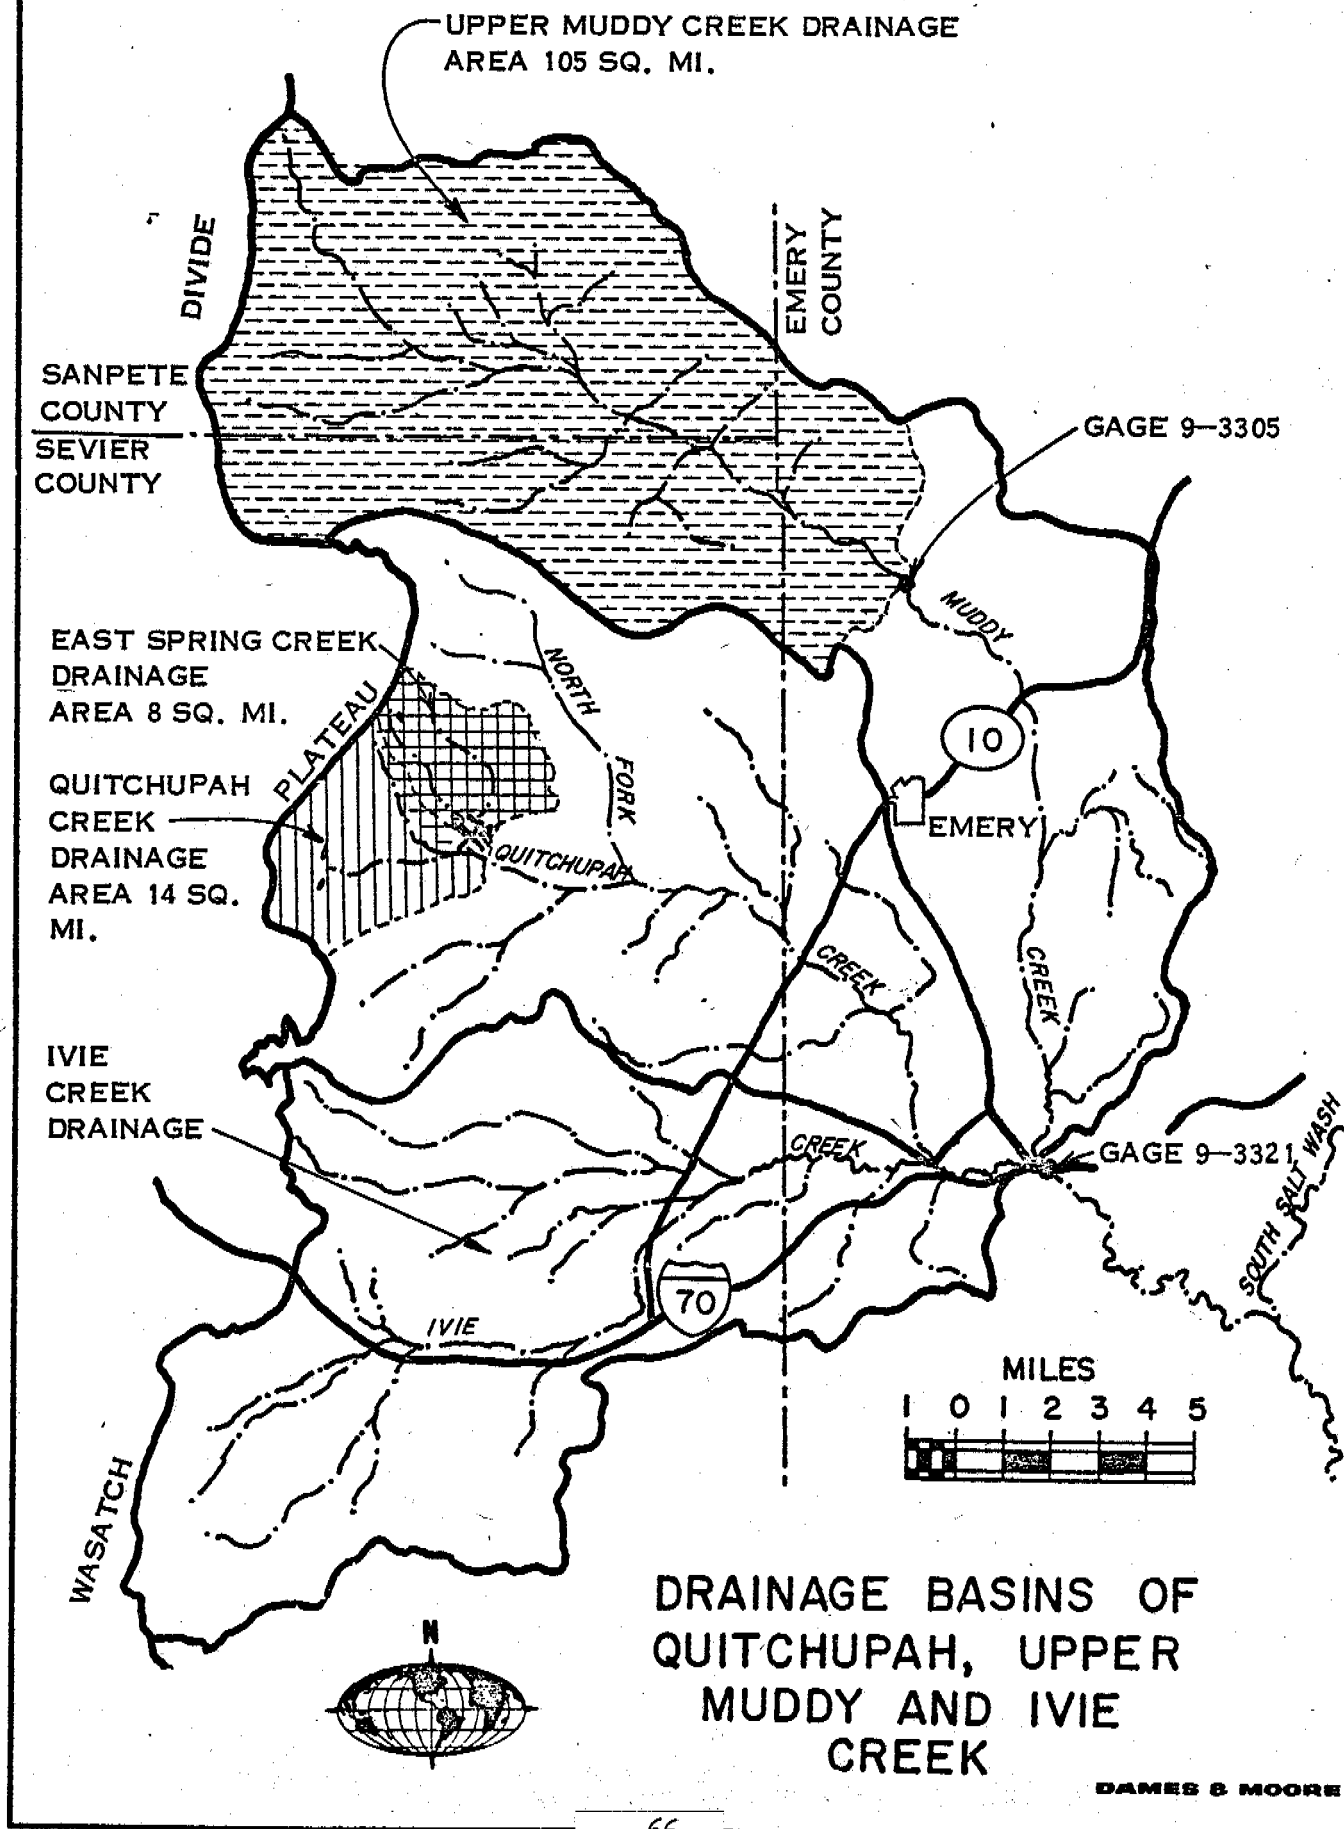 UPPER MUDDY CREEK DRAINAGE
AREA 105 SQ. MI.
DIVIDE
EMERY
COUNTY
SANPETE
COUNTY
SEVIER
COUNTY
GAGE 9-3305
MUDDY
EAST SPRING CREEK
DRAINAGE
AREA 8 SQ. MI.
NORTH
FORK
PLATEAU
10
QUITCHUPAH
CREEK
DRAINAGE
AREA 14 SQ.
MI.
EMERY
QUITCHUPAH
CREEK
CREEK
IVIE
CREEK
DRAINAGE
CREEK
GAGE 9-3321
SOUTH SALT WASH
70
IVIE
MILES
1 0 1 2 3 4 5
WASATCH
DRAINAGE BASINS OF
QUITCHUPAH, UPPER
MUDDY AND IVIE
CREEK
N
DAMES & MOORE
66